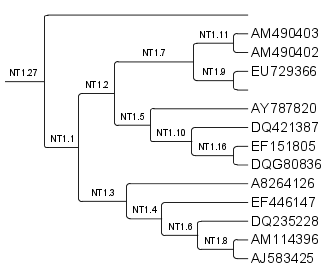 NT1.11
AM490403
NT1.7
AM490402
NT1.9
EU729366
NT1.27
NT1.2
AY787820
NT1.5
DQ421387
NT1.10
NT1.1
EF151805
NT1.16
DQG80836
A8264126
NT1.3
EF446147
NT1.4
DQ235228
NT1.6
AM114396
NT1.8
AJ583425